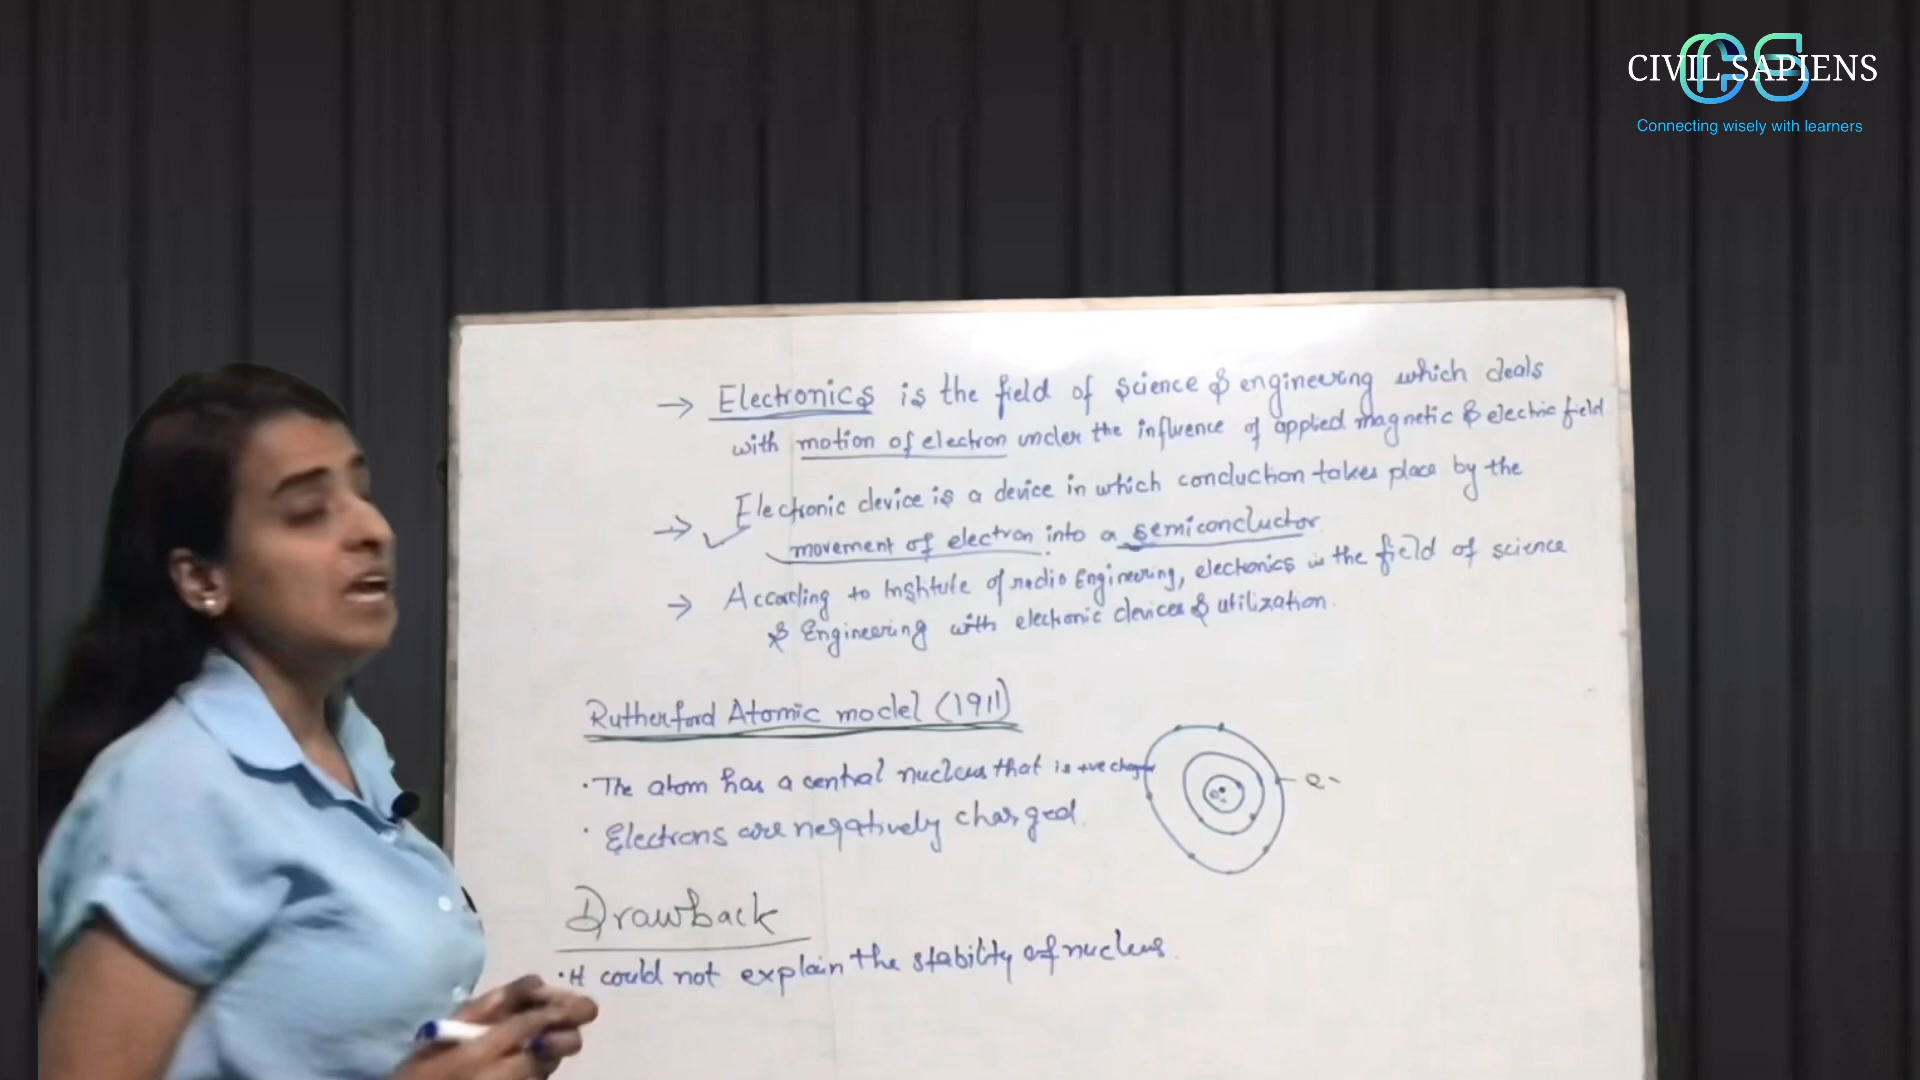 CIVIL SAPIENS
Connecting wisely with learners
→ Electronics is the field of science & engineering which deals
with motion of electron under the influence of applied magnetic & electric field
→ Electronic device is a device in which conduction takes place by the
movement of electron into a semiconductor.
→ According to Institute of radio Engineering, electronics is the field of science
& Engineering with electronic devices & utilization.
Rutherford Atomic model (1911)
• The atom has a central nucleus that is +ve charge
e-
• Electrons are negatively charged.
Drawback
• It could not explain the stability of nucleus.